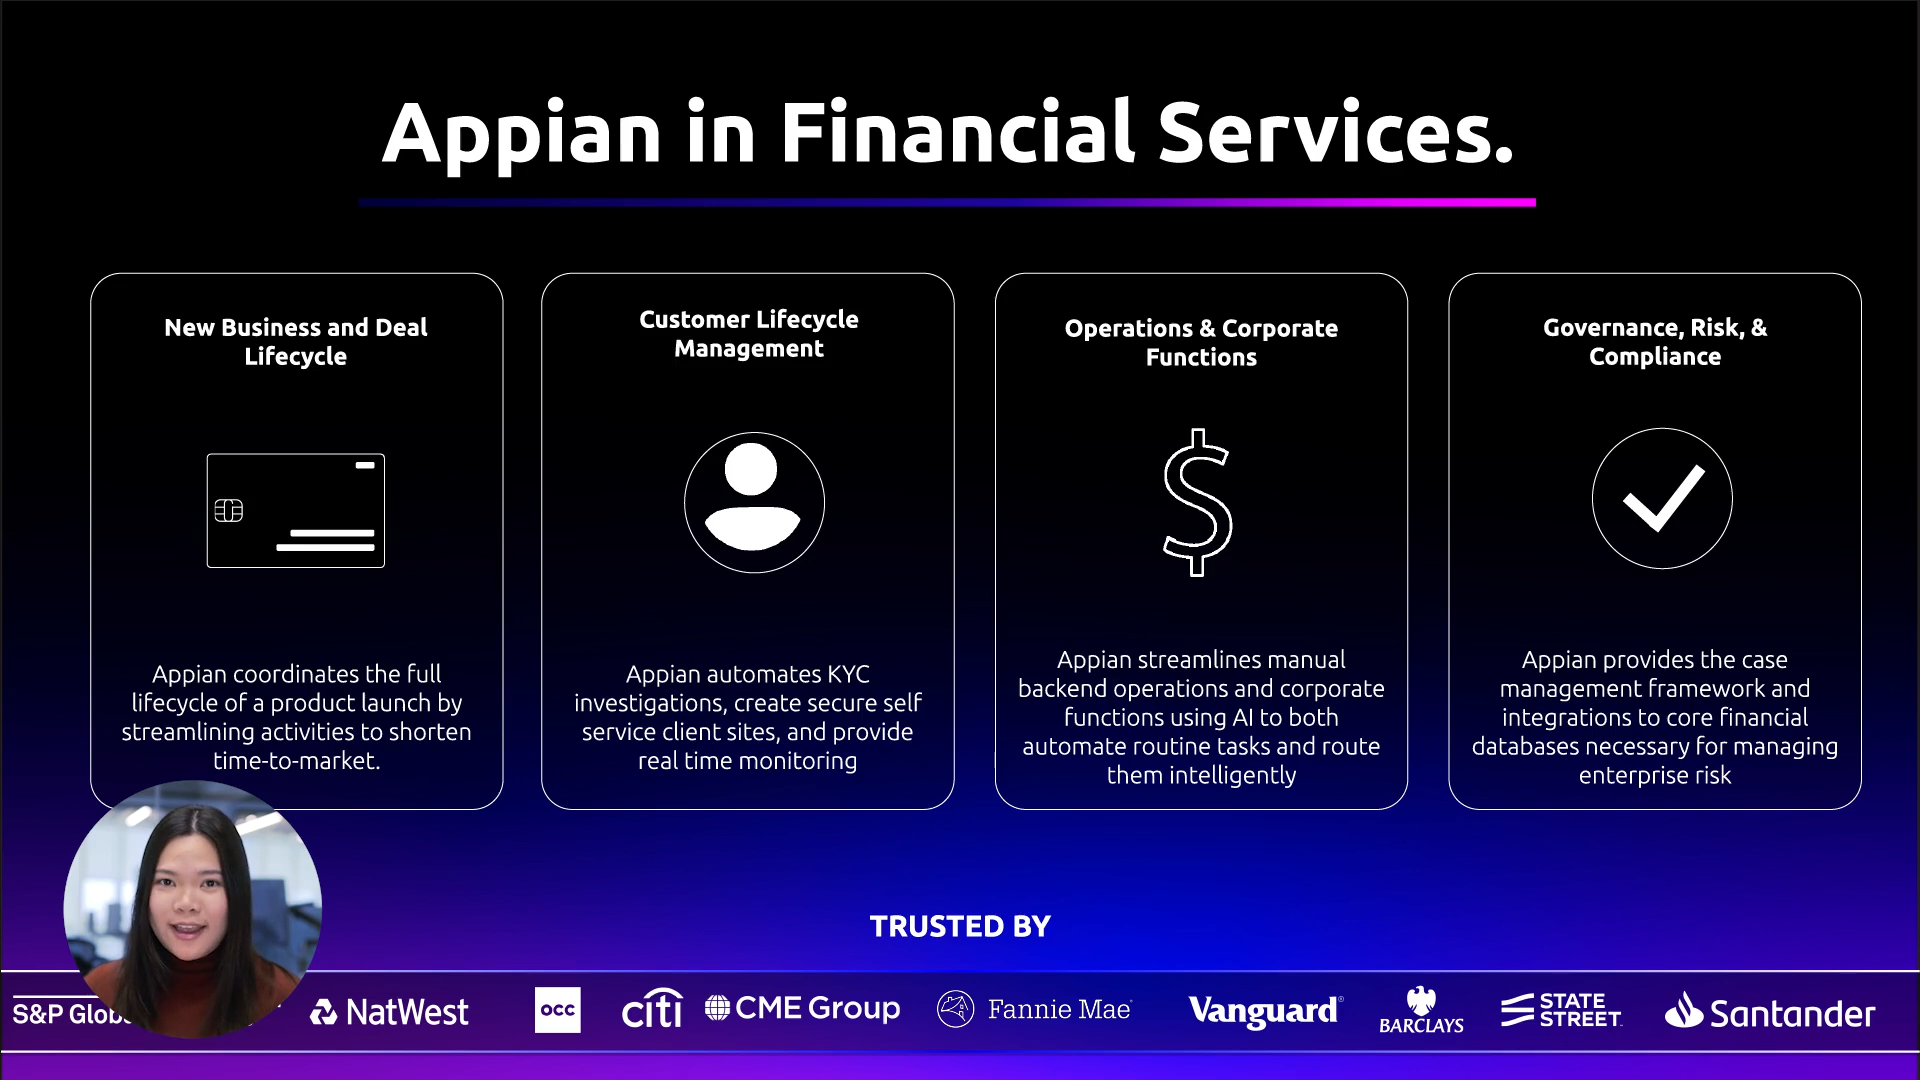 Appian in Financial Services.
New Business and Deal
Lifecycle
Appian coordinates the full
lifecycle of a product launch by
streamlining activities to shorten
time-to-market.
Customer Lifecycle
Management
Appian automates KYC
investigations, create secure self
service client sites, and provide
real time monitoring
Operations & Corporate
Functions
Appian streamlines manual
backend operations and corporate
functions using AI to both
automate routine tasks and route
them intelligently
Governance, Risk, &
Compliance
Appian provides the case
management framework and
integrations to core financial
databases necessary for managing
enterprise risk
TRUSTED BY
S&P
NatWest
occ
citi
CME Group
Fannie Mae
Vanguard®
BARCLAYS
STATE
STREET
Santander